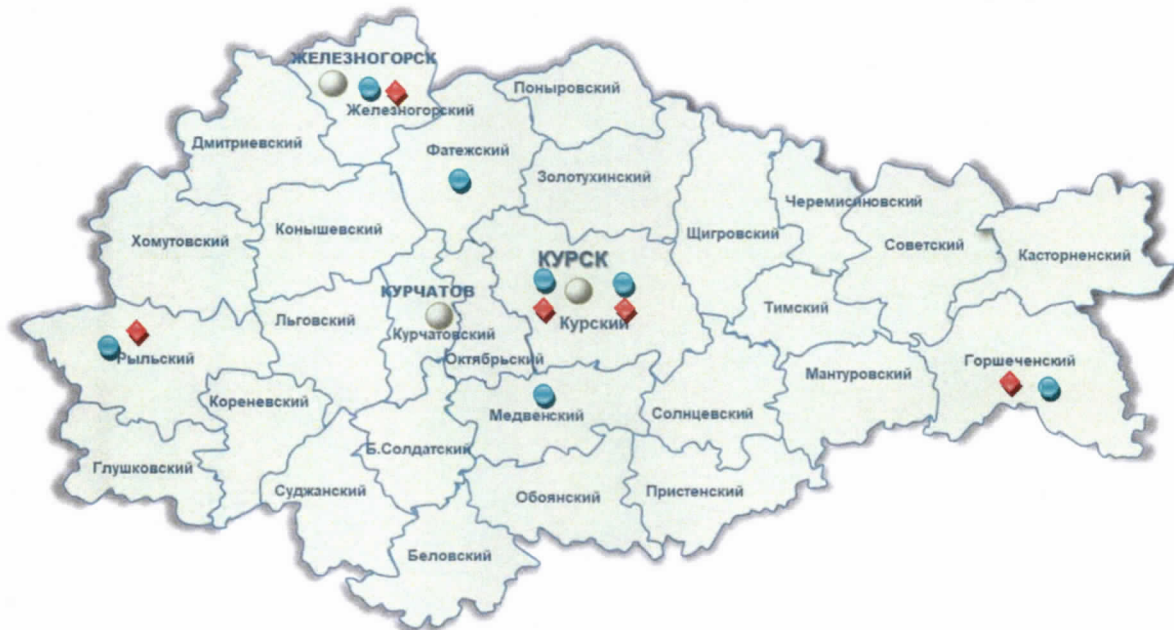 ЖЕЛЕЗНОГОРСК
Железногорский
Поныровский
Дмитриевский
Фатежский
Золотухинский
Черемисиновский
Хомутовский
Конышевский
Щигровский
Советский
Касторненский
КУРСК
КУРЧАТОВ
Тимский
Льговский
Курчатовский
Курский
Октябрьский
Рыльский
Горшеченский
Мантуровский
Кореневский
Медвенский
Солнцевский
Б.Солдатский
Глушковский
Суджанский
Обоянский
Пристенский
Беловский